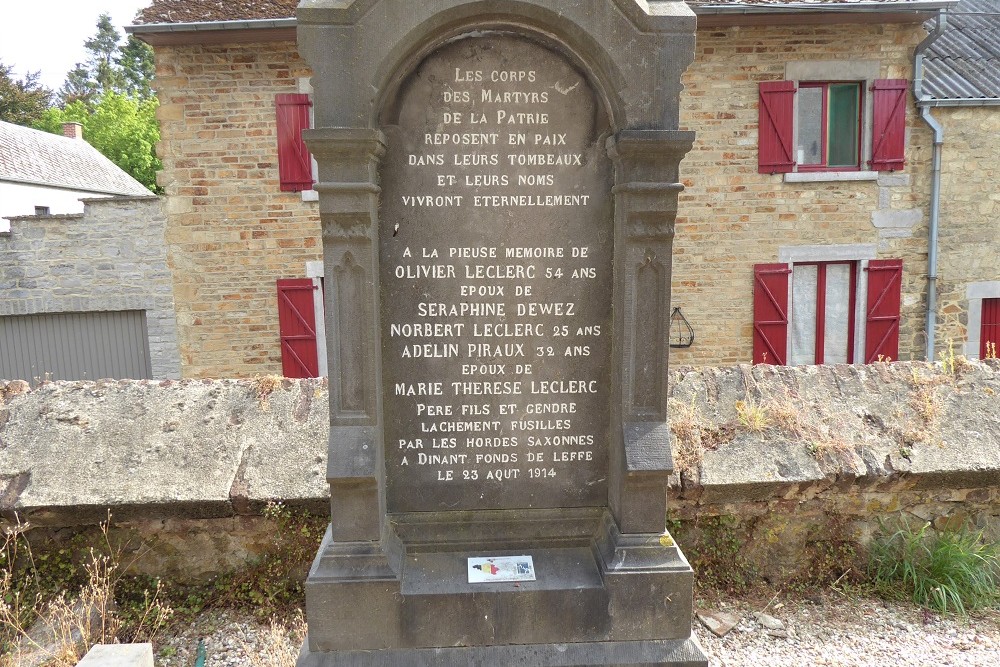 LES CORPS
DES MARTYRS
DE LA PATRIE
REPOSENT EN PAIX
DANS LEURS TOMBEAUX
ET LEURS NOMS
VIVRONT ETERNELLEMENT
A LA PIEUSE MEMOIRE DE
OLIVIER LECLERC 54 ANS
EPOUX DE
SERAPHINE DEWEZ
NORBERT LECLERC 25 ANS
ADELIN PIRAUX 32 ANS
EPOUX DE
MARIE THERESE LECLERC
PERE FILS ET GENDRE
LACHEMENT FUSILLES
PAR LES HORDES SAXONNES
A DINANT FONDS DE LEFFE
LE 23 AOUT 1914